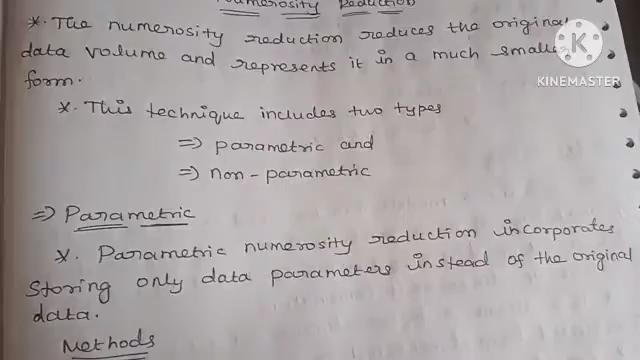 Numerosity Reduction
*. The numerosity reduction reduces the original
data volume and represents it in a much smaller
form.
*. This technique includes two types
=> parametric and
=> non-parametric
=> Parametric
*. Parametric numerosity reduction incorporates
storing only data parameters instead of the original
data.
Methods
KINEMASTER